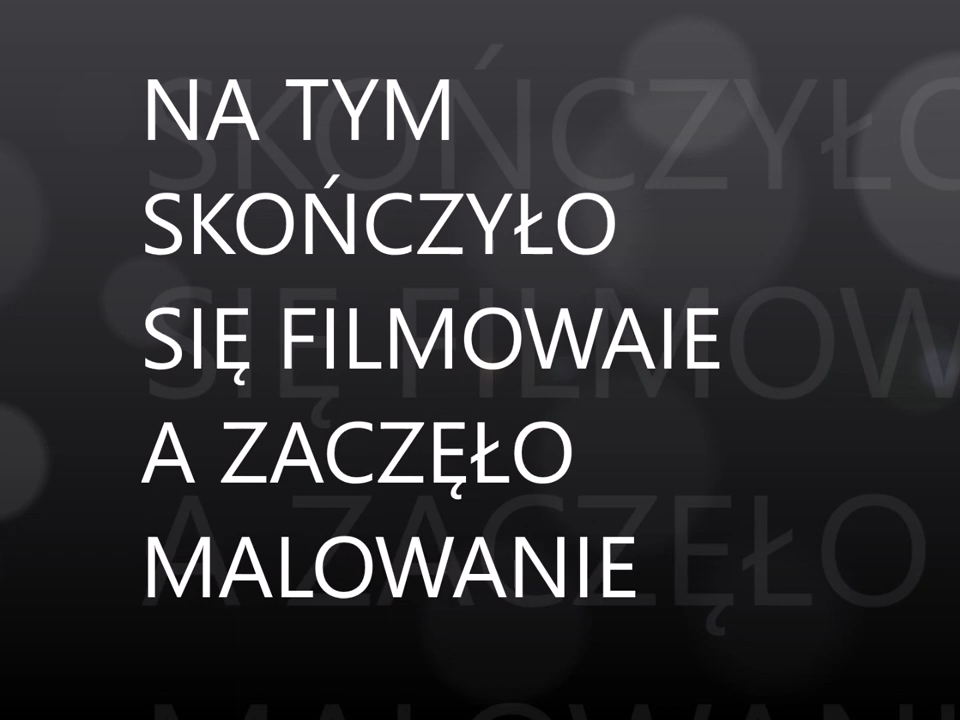 NA TYM
SKOŃCZYŁO
SIĘ FILMOWAIE
A ZACZĘŁO
MALOWANIE